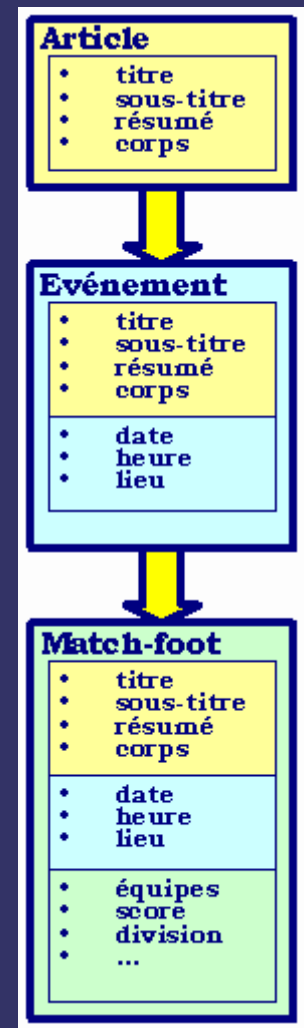 Article
• titre
• sous-titre
• résumé
• corps
Evénement
• titre
• sous-titre
• résumé
• corps
• date
• heure
• lieu
Match-foot
• titre
• sous-titre
• résumé
• corps
• date
• heure
• lieu
• équipes
• score
• division
• ...